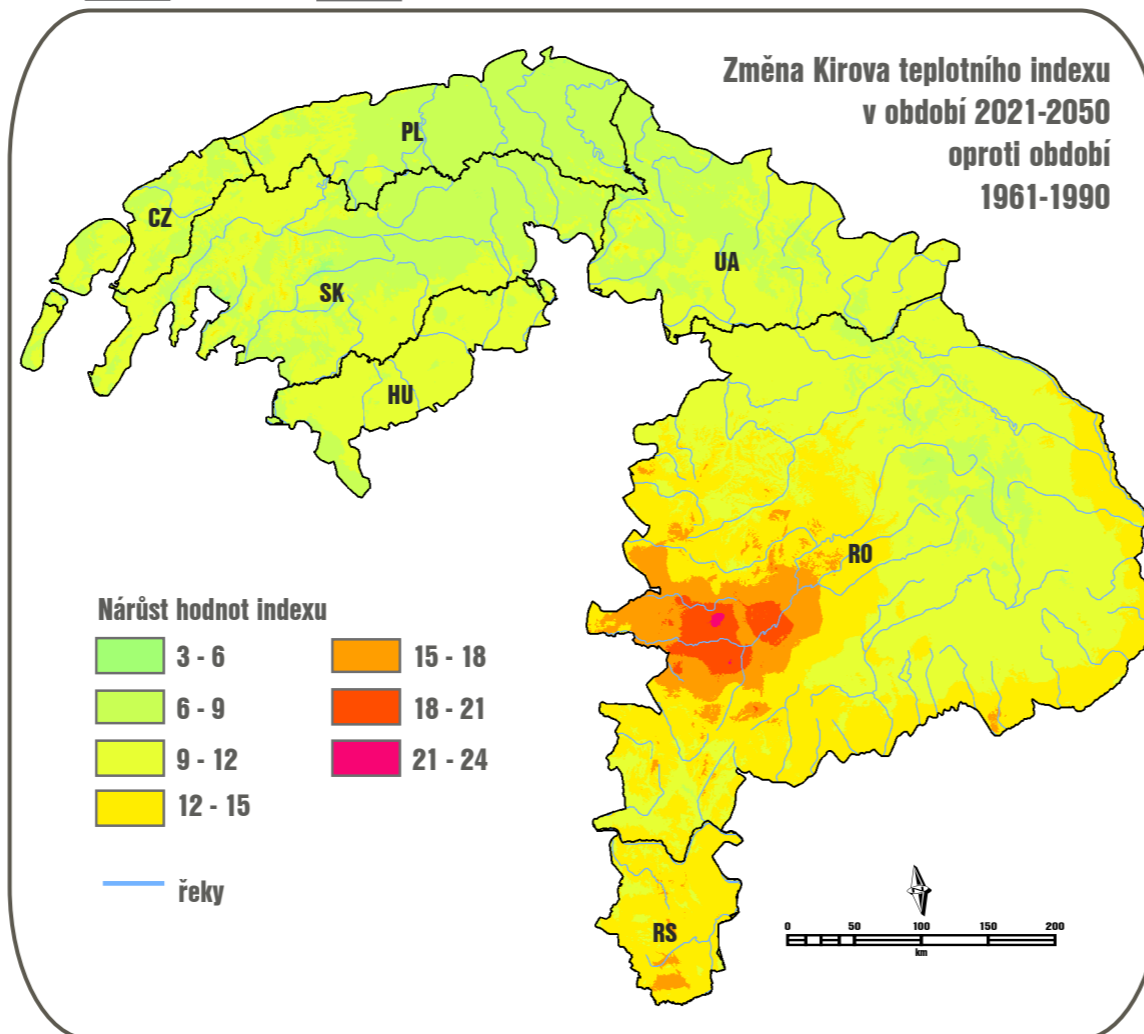 Změna Kirova teplotního indexu
v období 2021-2050
oproti období
1961-1990
PL
CZ
UA
SK
HU
RO
RS
Nárůst hodnot indexu
3 - 6
6 - 9
9 - 12
12 - 15
15 - 18
18 - 21
21 - 24
řeky
0 50 100 150 200
km